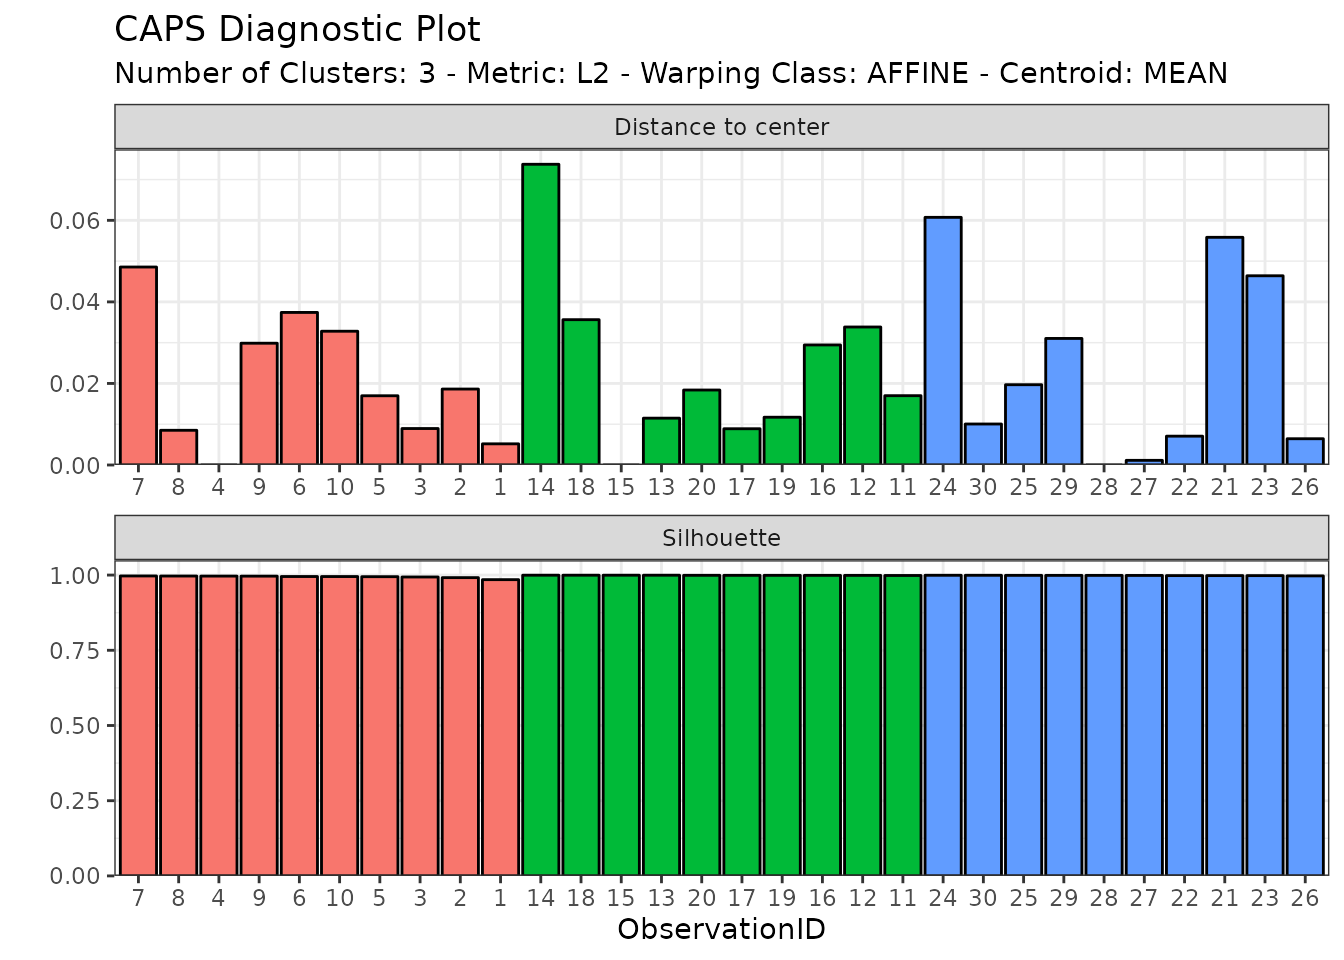 CAPS Diagnostic Plot
Number of Clusters: 3 - Metric: L2 - Warping Class: AFFINE - Centroid: MEAN
Distance to center
0.06
0.04
0.02
0.00
7 8 4 9 6 10 5 3 2 1 14 18 15 13 20 17 19 16 12 11 24 30 25 29 28 27 22 21 23 26
Silhouette
1.00
0.75
0.50
0.25
0.00
7 8 4 9 6 10 5 3 2 1 14 18 15 13 20 17 19 16 12 11 24 30 25 29 28 27 22 21 23 26
ObservationID